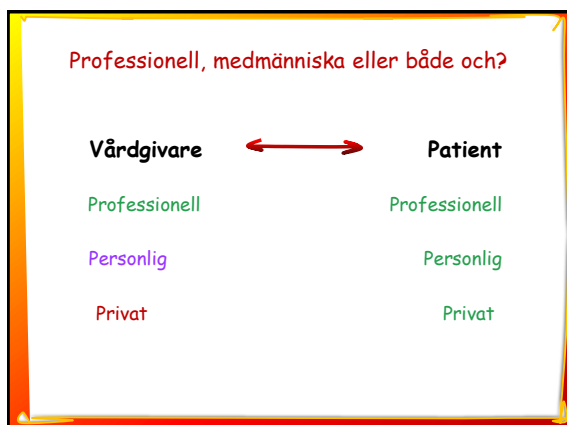 Professionell, medmänniska eller både och?
Vårdgivare Patient
Professionell Professionell
Personlig Personlig
Privat Privat